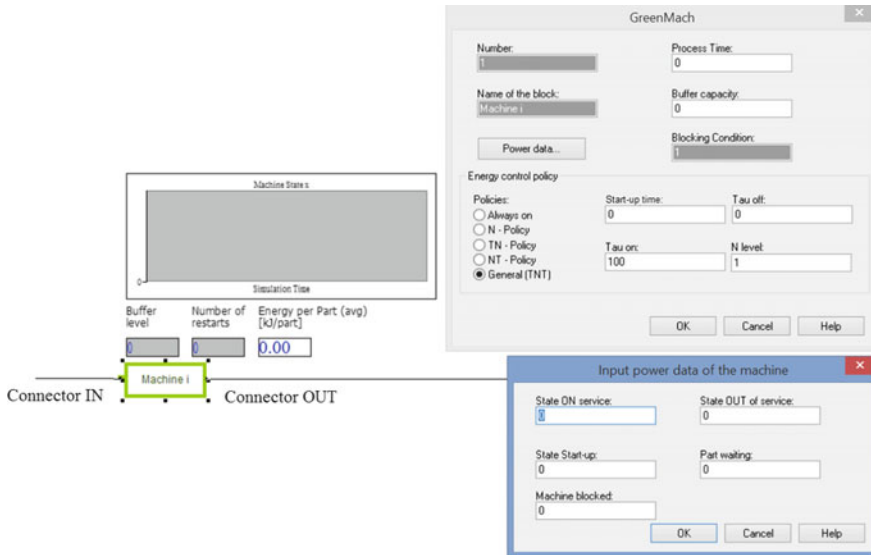 GreenMach
Number:
1
Process Time:
0
Name of the block:
Machine i
Buffer capacity:
0
Power data...
Blocking Condition:
1
Energy control policy
Policies:
Always on
N - Policy
TN - Policy
NT - Policy
General (TNT)
Start-up time:
0
Tau off:
0
Tau on:
100
N level:
1
OK Cancel Help
Machine States
0
Simulation Time
Buffer level
0
Number of restarts
0
Energy per Part (avg) [kJ/part]
0.00
Machine i
Connector IN
Connector OUT
Input power data of the machine
State ON service:
0
State OUT of service:
0
State Start-up:
0
Part waiting:
0
Machine blocked:
0
OK Cancel Help